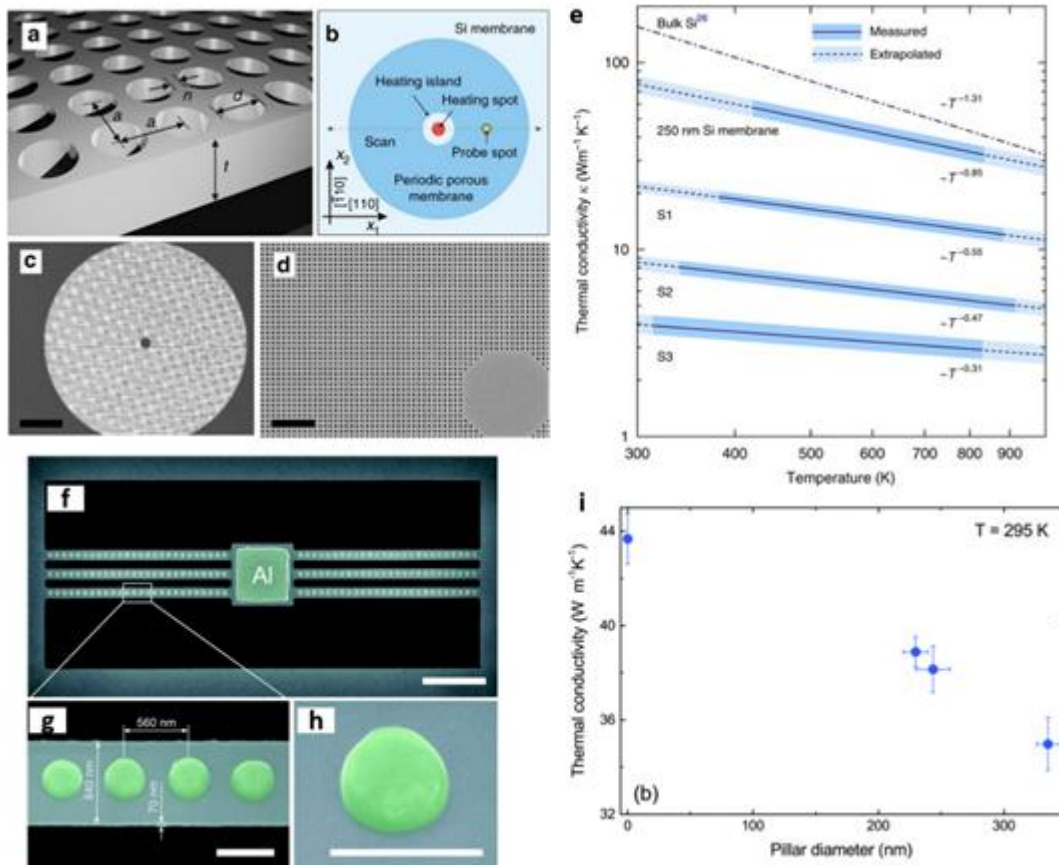 a
n
d
a
a
t
b
Si membrane
Heating island
Heating spot
Scan
Probe spot
x2
Periodic porous
membrane
[1̄10]
[110]
x1
c
d
e
Bulk Si26
Measured
Extrapolated
100
10
1
~T−1.31
250 nm Si membrane
~T−0.85
S1
~T−0.55
S2
~T−0.47
S3
~T−0.31
Thermal conductivity κ (Wm−1 K−1)
300
400
500
600
700
800
900
Temperature (K)
f
Al
g
560 nm
840 nm
70 nm
h
i
T = 295 K
Thermal conductivity (W m−1K−1)
44
40
36
32
(b)
0
100
200
300
Pillar diameter (nm)